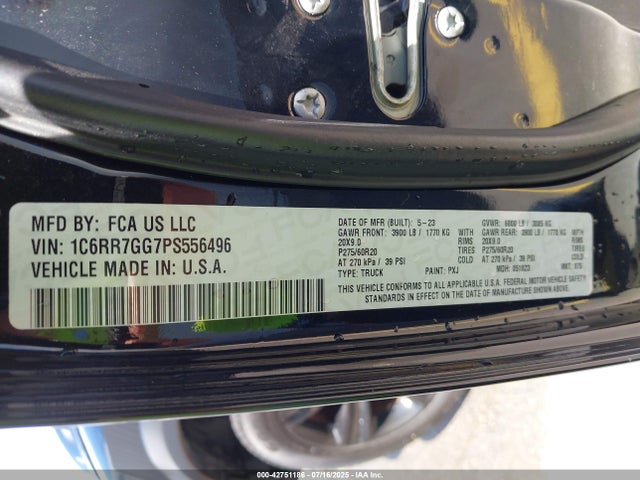 MFD BY: FCA US LLC
VIN: 1C6RR7GG7PS556496
VEHICLE MADE IN: U.S.A.
DATE OF MFR (BUILT): 5-23 GVWR: 6800 LB / 3085 KG
GAWR FRONT: 3900 LB / 1770 KG WITH GAWR REAR: 3900 LB / 1770 KG WITH
20X9.0 RIMS 20X9.0 RIMS
P275/60R20 TIRES P275/60R20 TIRES
AT 270 kPa / 39 PSI COLD AT 270 kPa / 39 PSI COLD
TYPE: TRUCK PAINT: PXJ MDH: 051623
THIS VEHICLE CONFORMS TO ALL APPLICABLE U.S.A. FEDERAL MOTOR VEHICLE SAFETY
STANDARDS IN EFFECT ON THE DATE OF MANUFACTURE SHOWN ABOVE.
000-42751186 - 07/16/2025 - IAA Inc.